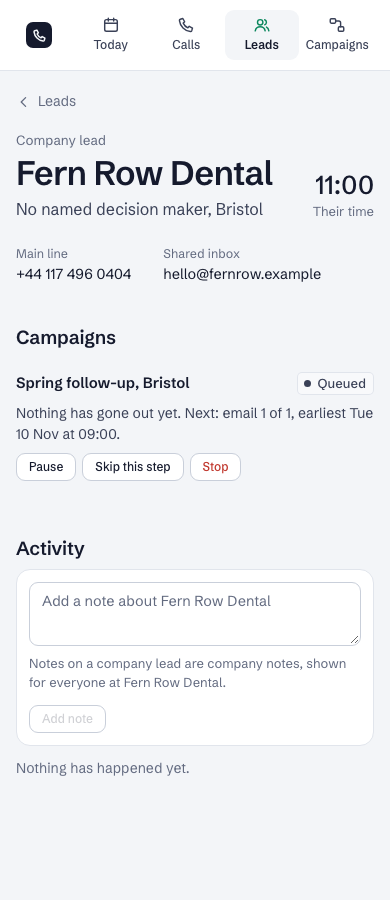 Today
Calls
Leads
Campaigns
Leads
Company lead
Fern Row Dental
No named decision maker, Bristol
11:00
Their time
Main line
+44 117 496 0404
Shared inbox
hello@fernrow.example
Campaigns
Spring follow-up, Bristol
Queued
Nothing has gone out yet. Next: email 1 of 1, earliest Tue
10 Nov at 09:00.
Pause
Skip this step
Stop
Activity
Add a note about Fern Row Dental
Notes on a company lead are company notes, shown
for everyone at Fern Row Dental.
Add note
Nothing has happened yet.